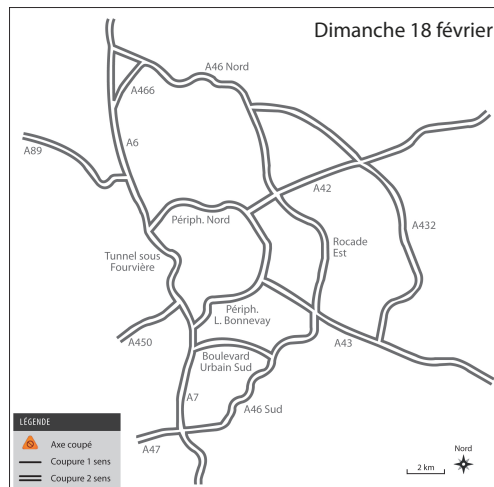 Dimanche 18 février
A46 Nord
A466
A6
A89
A42
Périph. Nord
A432
Rocade
Est
Tunnel sous
Fourvière
Périph.
L. Bonnevay
A450
A43
Boulevard
Urbain Sud
A7
A46 Sud
A47
LÉGENDE
Axe coupé
Coupure 1 sens
Coupure 2 sens
2 km
Nord